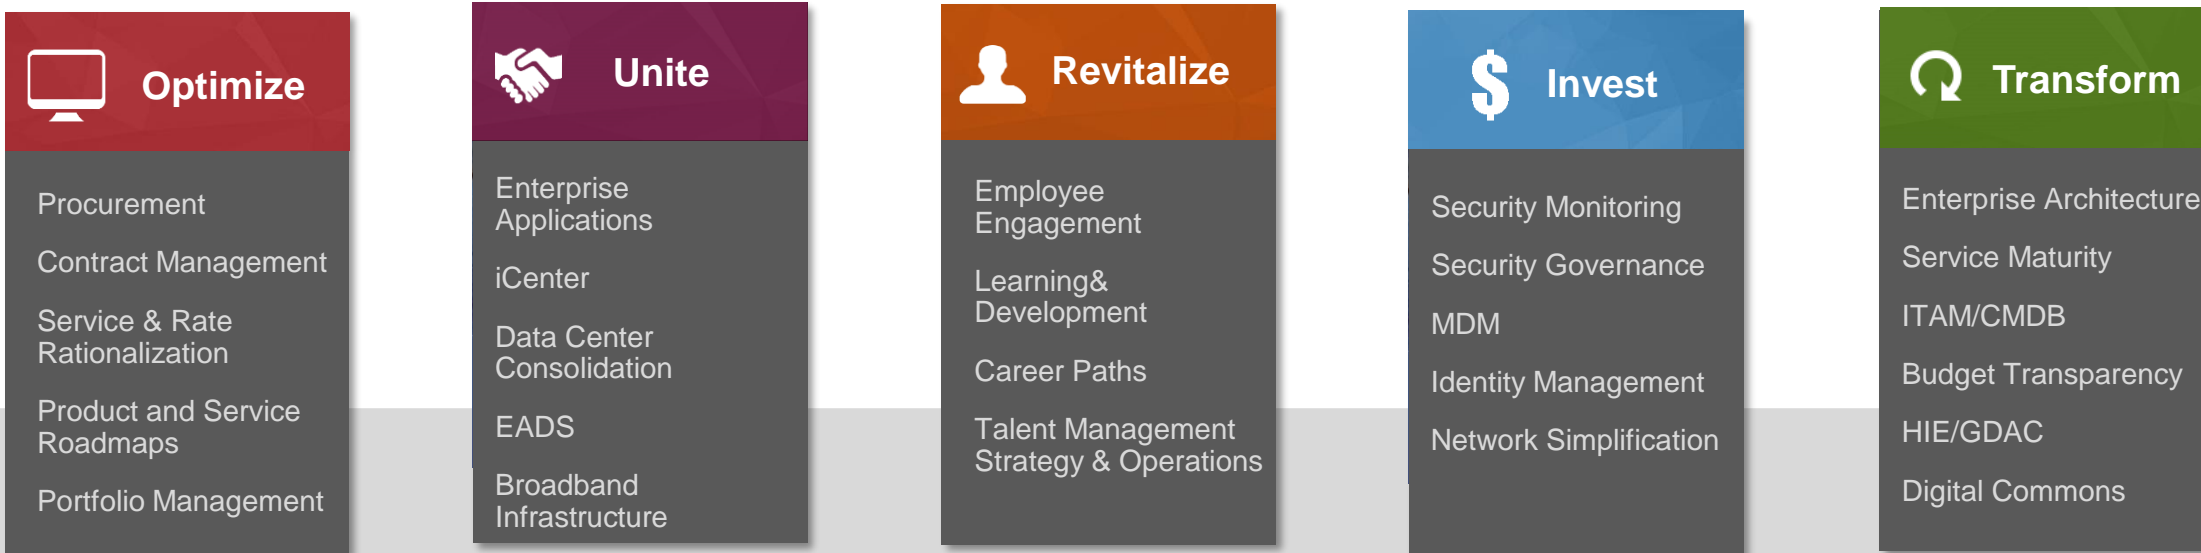 Optimize
Procurement
Contract Management
Service & Rate
Rationalization
Product and Service
Roadmaps
Portfolio Management
Unite
Enterprise
Applications
iCenter
Data Center
Consolidation
EADS
Broadband
Infrastructure
Revitalize
Employee
Engagement
Learning&
Development
Career Paths
Talent Management
Strategy & Operations
Invest
Security Monitoring
Security Governance
MDM
Identity Management
Network Simplification
Transform
Enterprise Architecture
Service Maturity
ITAM/CMDB
Budget Transparency
HIE/GDAC
Digital Commons